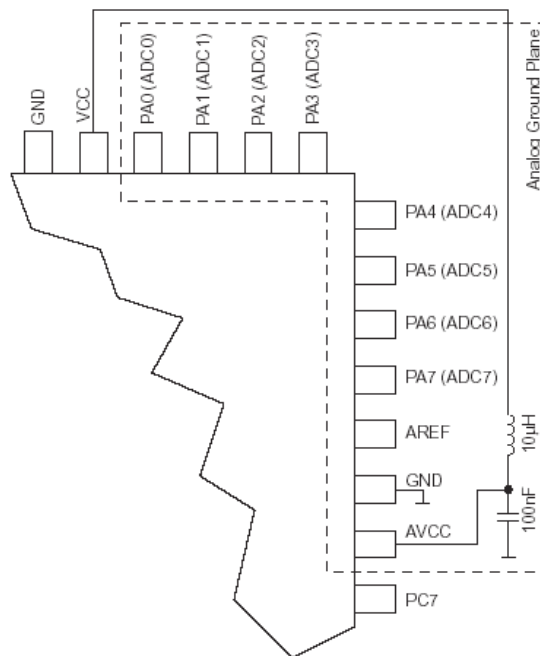 GND
VCC
PA0 (ADC0)
PA1 (ADC1)
PA2 (ADC2)
PA3 (ADC3)
Analog Ground Plane
PA4 (ADC4)
PA5 (ADC5)
PA6 (ADC6)
PA7 (ADC7)
AREF
10µH
GND
AVCC
100nF
PC7